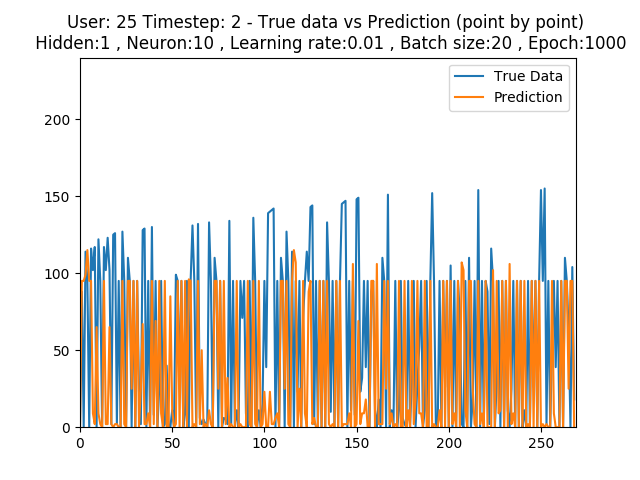 User: 25 Timestep: 2 - True data vs Prediction (point by point)
Hidden:1 , Neuron:10 , Learning rate:0.01 , Batch size:20 , Epoch:1000
True Data
Prediction
200
150
100
50
0
0 50 100 150 200 250